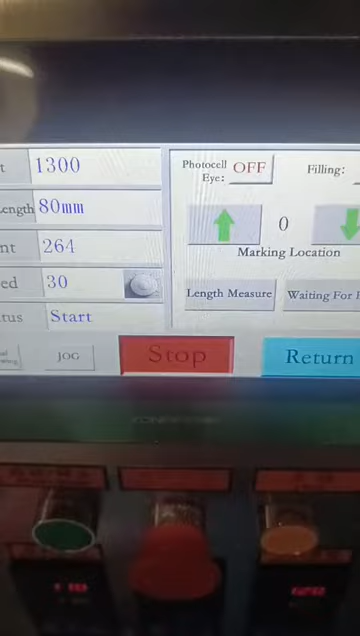 t 1300
Length 80mm
nt 264
ed 30
tus Start
Photocell Eye: OFF
Filling:
0
Marking Location
Length Measure
Waiting For
JOG
Stop
Return